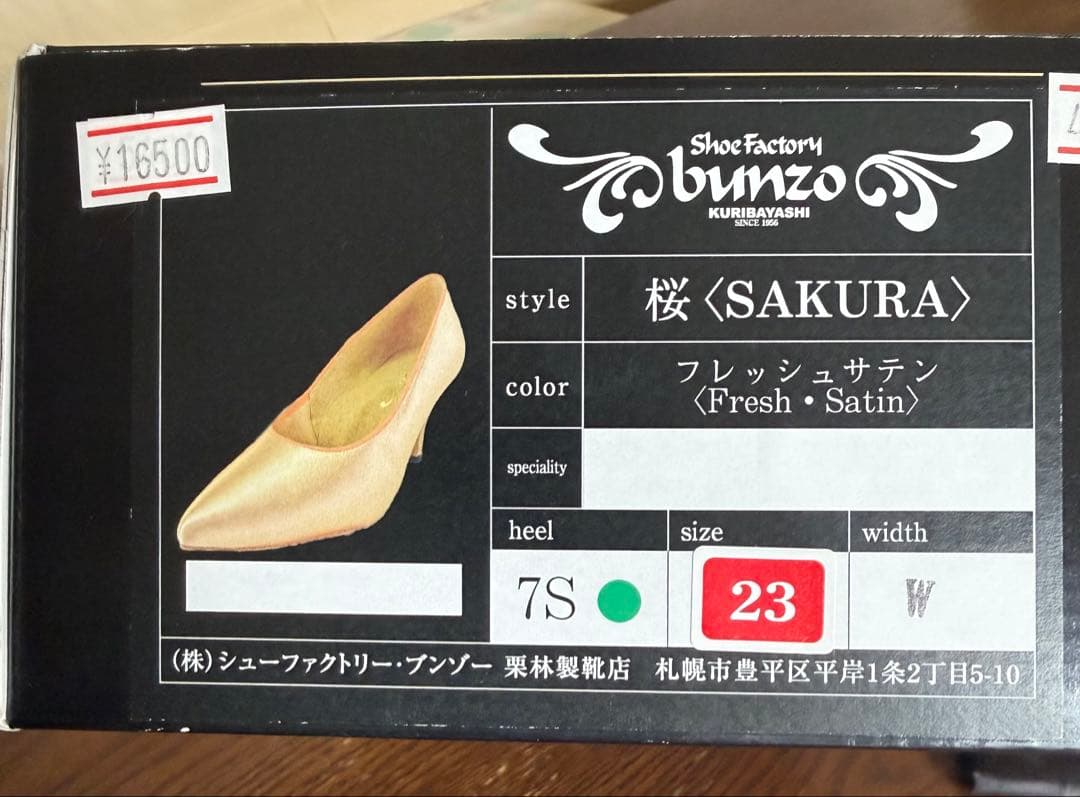 ¥16500
Shoe Factory
bunzo
KURIBAYASHI
SINCE 1956
style
桜〈SAKURA〉
color
フレッシュサテン
〈Fresh・Satin〉
speciality
heel
size
width
7S
23
W
(株)シューファクトリー・ブンゾー 栗林製靴店 札幌市豊平区平岸1条2丁目5-10